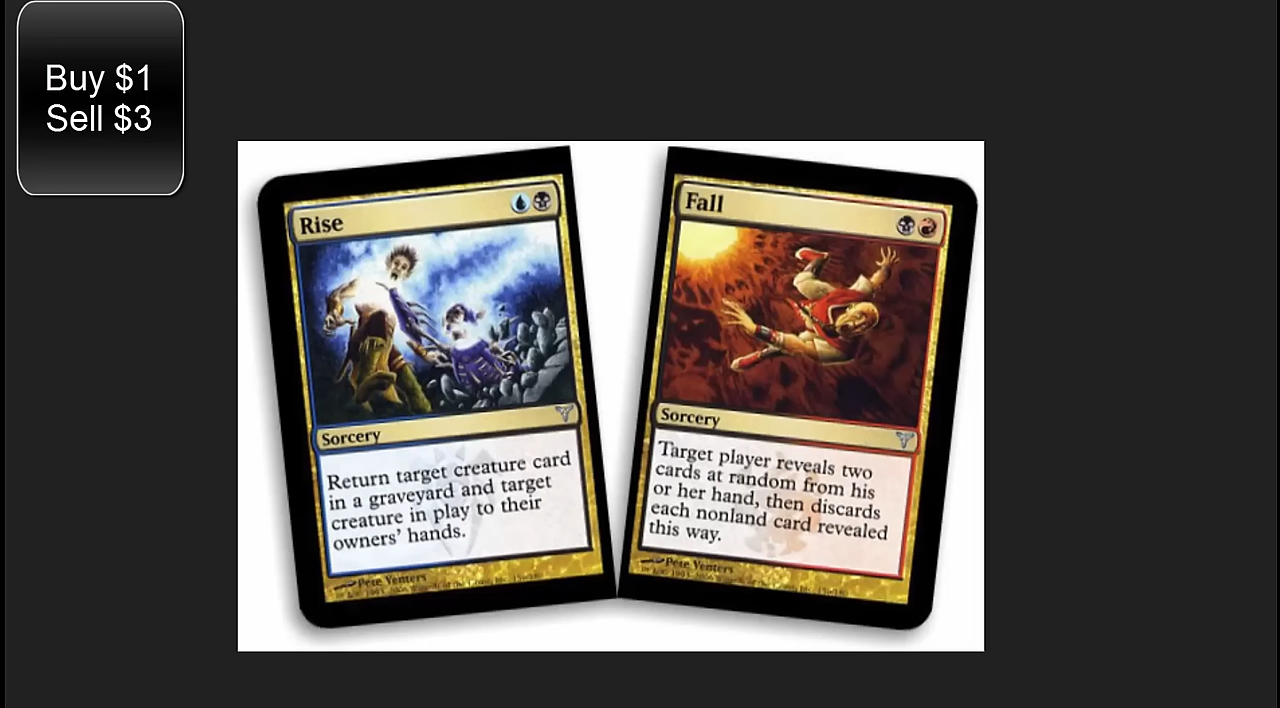 Buy $1
Sell $3
Rise
Sorcery
Return target creature card
in a graveyard and target
creature in play to their
owners' hands.
Pete Venters
Fall
Sorcery
Target player reveals two
cards at random from his
or her hand, then discards
each nonland card revealed
this way.
Pete Venters